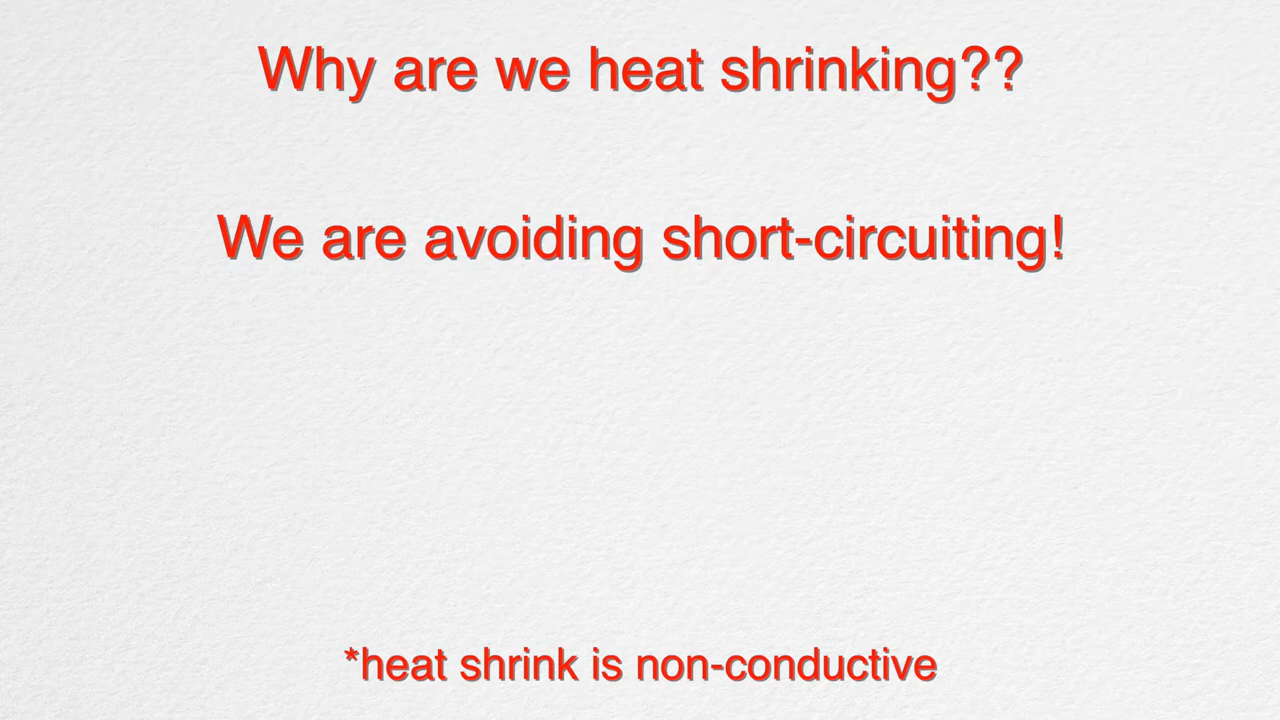 Why are we heat shrinking??
We are avoiding short-circuiting!
*heat shrink is non-conductive